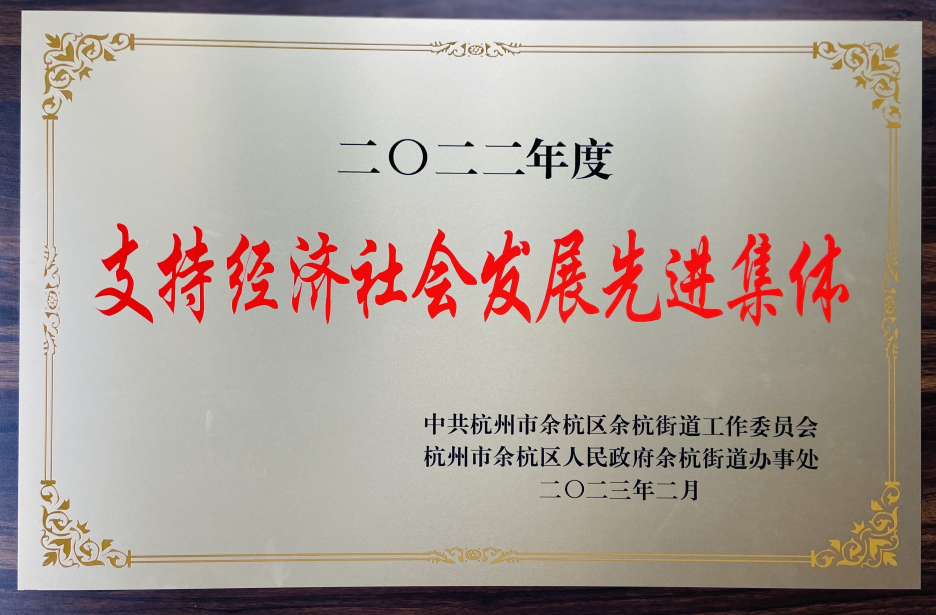 二〇二二年度
支持经济社会发展先进集体
中共杭州市余杭区余杭街道工作委员会
杭州市余杭区人民政府余杭街道办事处
二〇二三年二月